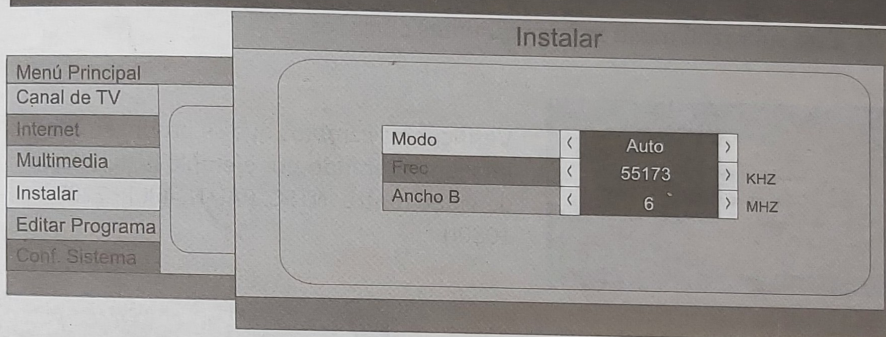 Instalar
Menú Principal
Canal de TV
Internet
Multimedia
Instalar
Editar Programa
Conf. Sistema
Modo < Auto >
Frec < 55173 > KHZ
Ancho B < 6 > MHZ